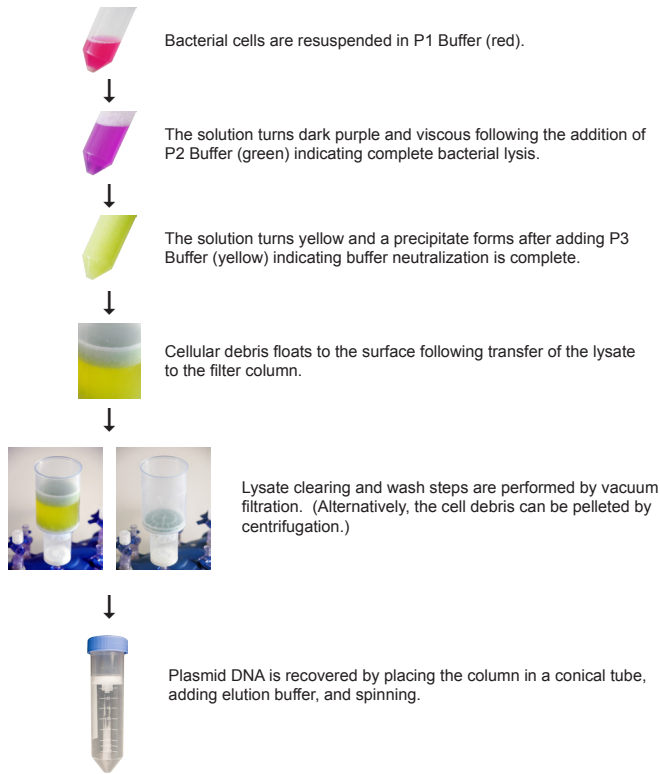 Bacterial cells are resuspended in P1 Buffer (red).
The solution turns dark purple and viscous following the addition of
P2 Buffer (green) indicating complete bacterial lysis.
The solution turns yellow and a precipitate forms after adding P3
Buffer (yellow) indicating buffer neutralization is complete.
Cellular debris floats to the surface following transfer of the lysate
to the filter column.
Lysate clearing and wash steps are performed by vacuum
filtration.  (Alternatively, the cell debris can be pelleted by
centrifugation.)
Plasmid DNA is recovered by placing the column in a conical tube,
adding elution buffer, and spinning.